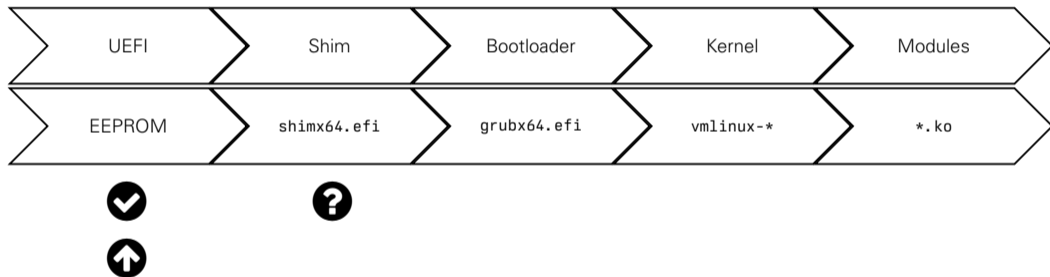 UEFI Shim Bootloader Kernel Modules
EEPROM shimx64.efi grubx64.efi vmlinux-* *.ko
?